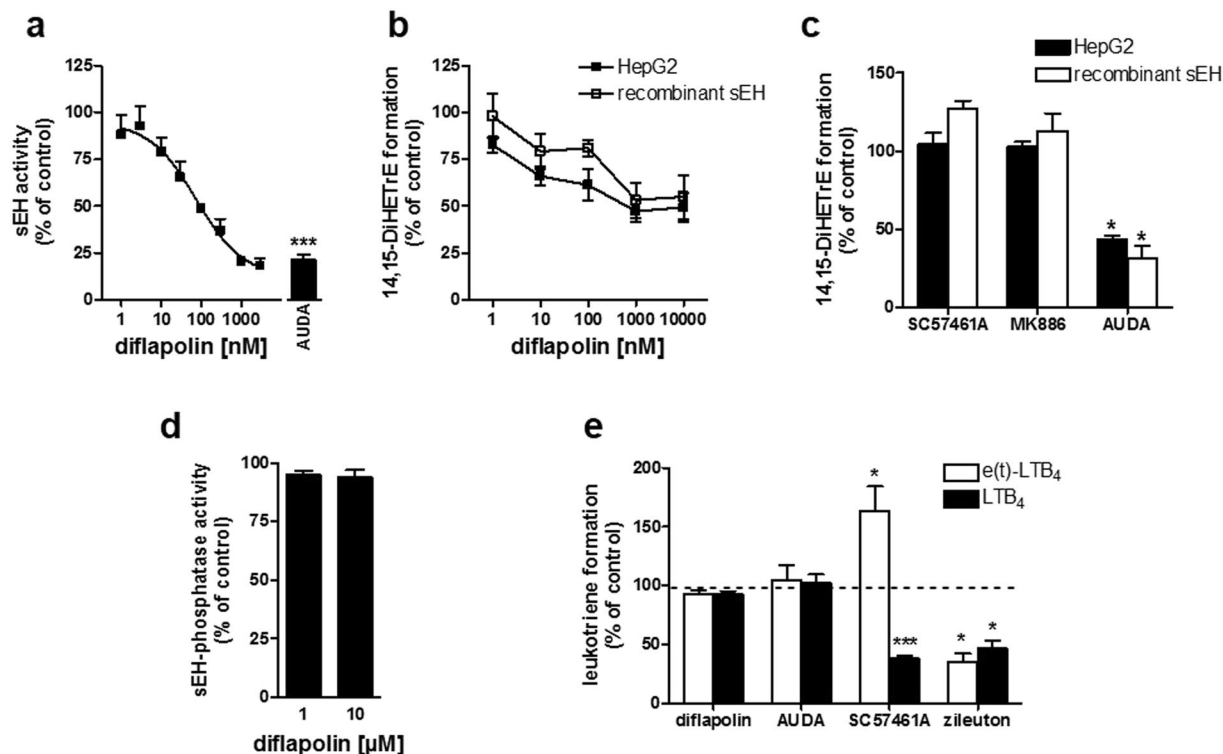 a
125
100
75
50
25
0
sEH activity
(% of control)
***
1 10 100 1000
AUDA
diflapolin [nM]
b
HepG2
recombinant sEH
125
100
75
50
25
0
14,15-DiHETrE formation
(% of control)
1 10 100 1000 10000
diflapolin [nM]
c
HepG2
recombinant sEH
150
100
50
0
14,15-DiHETrE formation
(% of control)
* *
SC57461A MK886 AUDA
d
100
75
50
25
0
sEH-phosphatase activity
(% of control)
1 10
diflapolin [µM]
e
e(t)-LTB4
LTB4
200
150
100
50
0
leukotriene formation
(% of control)
*
***
* *
diflapolin AUDA SC57461A zileuton